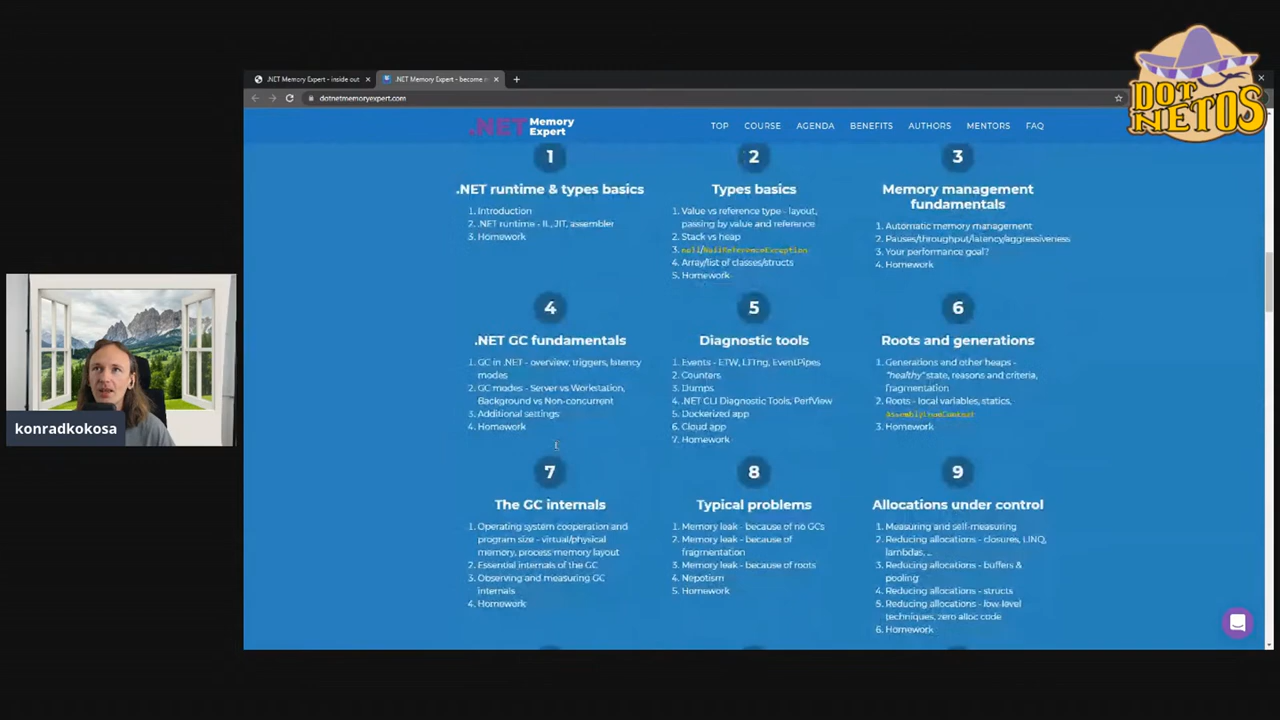 DOT
NETOS
.NET Memory Expert - inside out
.NET Memory Expert - become
dotnetmemoryexpert.com
.NET Memory
Expert
TOP
COURSE
AGENDA
BENEFITS
AUTHORS
MENTORS
FAQ
1
.NET runtime & types basics
1. Introduction
2. .NET runtime - IL, JIT, assembler
3. Homework
2
Types basics
1. Value vs reference type - layout,
passing by value and reference
2. Stack vs heap
3. null/NullReferenceException
4. Array/list of classes/structs
5. Homework
3
Memory management
fundamentals
1. Automatic memory management
2. Pauses/throughput/latency/aggressiveness
3. Your performance goal?
4. Homework
4
.NET GC fundamentals
1. GC in .NET - overview, triggers, latency
modes
2. GC modes - Server vs Workstation,
Background vs Non-concurrent
3. Additional settings
4. Homework
5
Diagnostic tools
1. Events - ETW, LTTng, EventPipes
2. Counters
3. Dumps
4. .NET CLI Diagnostic Tools, PerfView
5. Dockerized app
6. Cloud app
7. Homework
6
Roots and generations
1. Generations and other heaps -
"healthy" state, reasons and criteria,
fragmentation
2. Roots - local variables, statics,
AssemblyLoadContext
3. Homework
7
The GC internals
1. Operating system cooperation and
program size - virtual/physical
memory, process memory layout
2. Essential internals of the GC
3. Observing and measuring GC
internals
4. Homework
8
Typical problems
1. Memory leak - because of no GCs
2. Memory leak - because of
fragmentation
3. Memory leak - because of roots
4. Nepotism
5. Homework
9
Allocations under control
1. Measuring and self-measuring
2. Reducing allocations - closures, LINQ,
lambdas, ...
3. Reducing allocations - buffers &
pooling
4. Reducing allocations - structs
5. Reducing allocations - low level
techniques, zero alloc code
6. Homework
konradkokosa